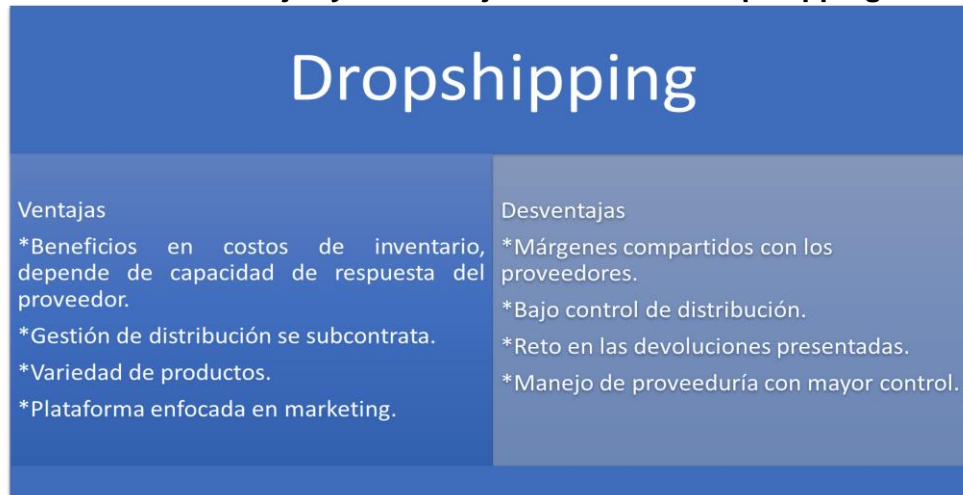 Dropshipping
Ventajas
*Beneficios en costos de inventario,
depende de capacidad de respuesta del
proveedor.
*Gestión de distribución se subcontrata.
*Variedad de productos.
*Plataforma enfocada en marketing.
Desventajas
*Márgenes compartidos con los
proveedores.
*Bajo control de distribución.
*Reto en las devoluciones presentadas.
*Manejo de proveeduría con mayor control.